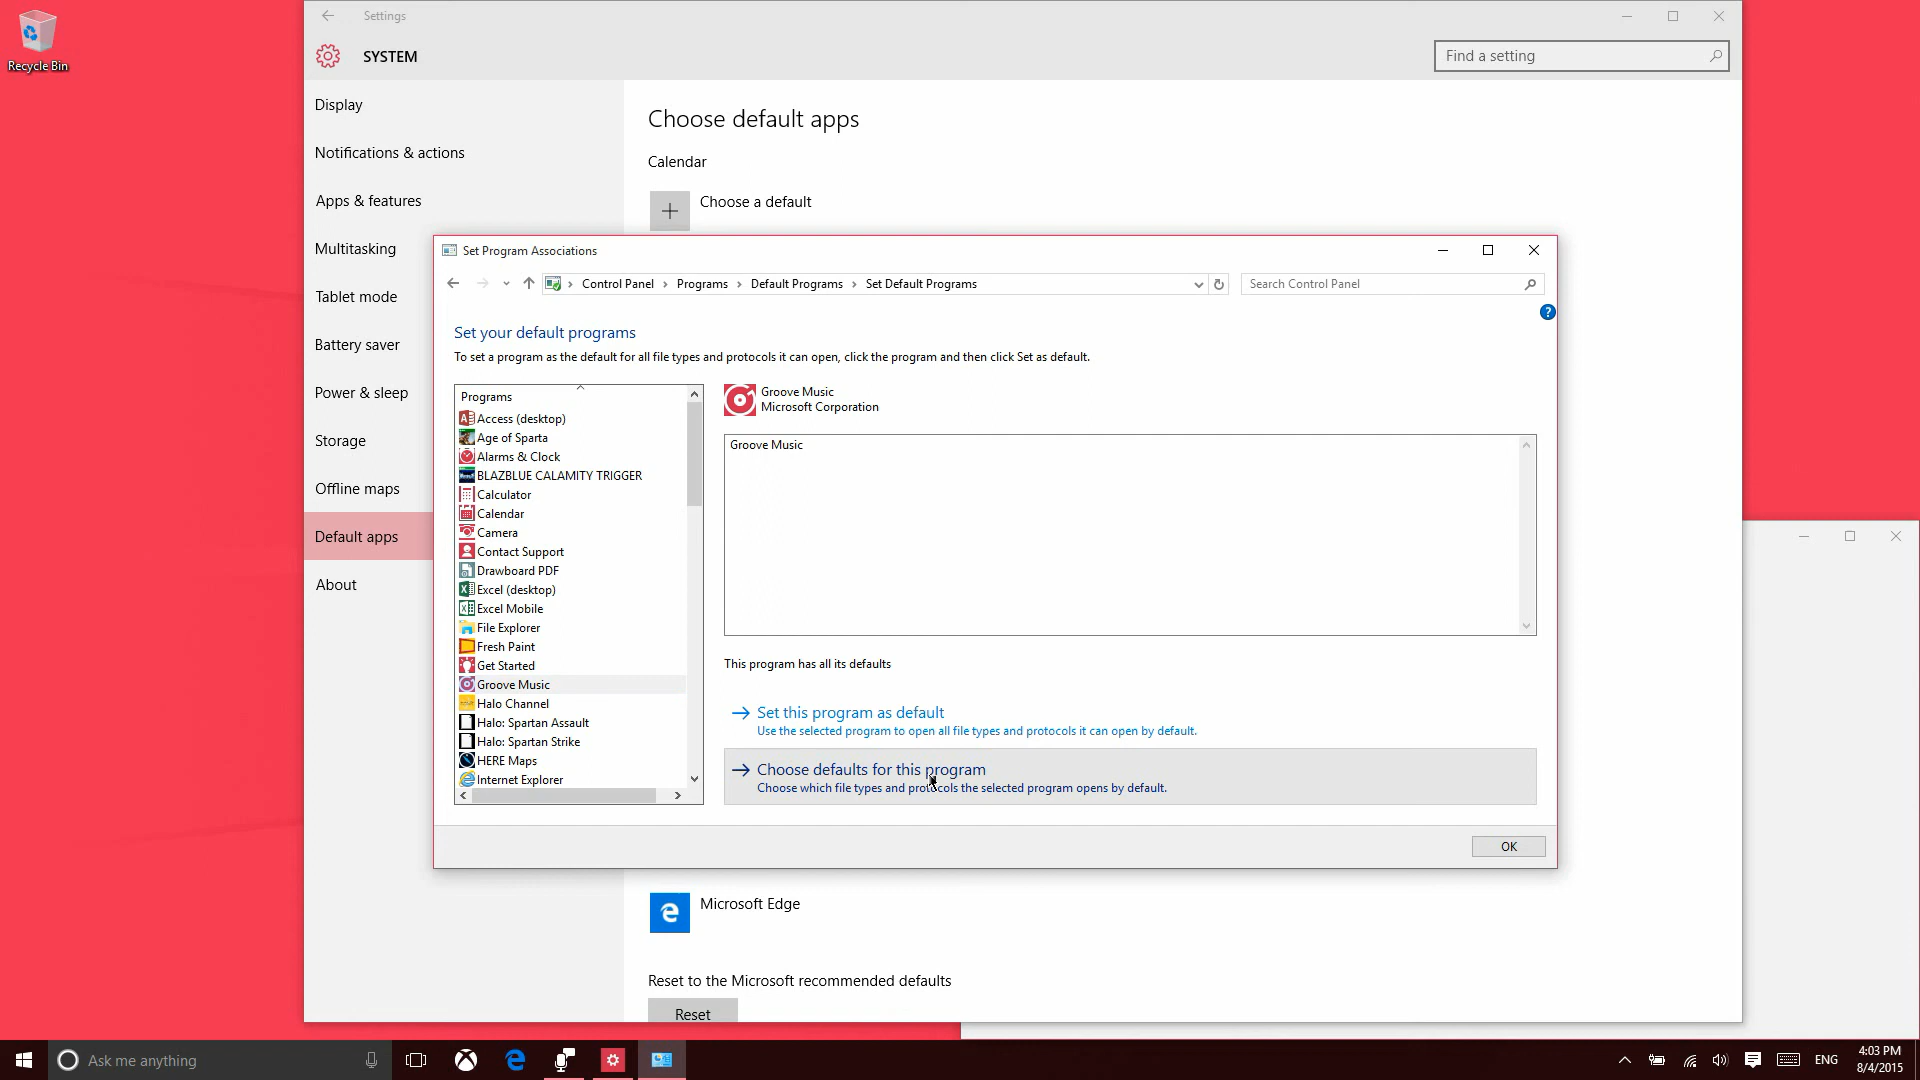 Recycle Bin
Settings
SYSTEM
Find a setting
Display
Notifications & actions
Apps & features
Multitasking
Tablet mode
Battery saver
Power & sleep
Storage
Offline maps
Default apps
About
Choose default apps
Calendar
Choose a default
Set Program Associations
Control Panel
Programs
Default Programs
Set Default Programs
Search Control Panel
?
Set your default programs
To set a program as the default for all file types and protocols it can open, click the program and then click Set as default.
Programs
Access (desktop)
Age of Sparta
Alarms & Clock
BLAZBLUE CALAMITY TRIGGER
Calculator
Calendar
Camera
Contact Support
Drawboard PDF
Excel (desktop)
Excel Mobile
File Explorer
Fresh Paint
Get Started
Groove Music
Halo Channel
Halo: Spartan Assault
Halo: Spartan Strike
HERE Maps
Internet Explorer
Groove Music
Microsoft Corporation
Groove Music
This program has all its defaults
Set this program as default
Use the selected program to open all file types and protocols it can open by default.
Choose defaults for this program
Choose which file types and protocols the selected program opens by default.
OK
Microsoft Edge
Reset to the Microsoft recommended defaults
Reset
Ask me anything
ENG
4:03 PM
8/4/2015